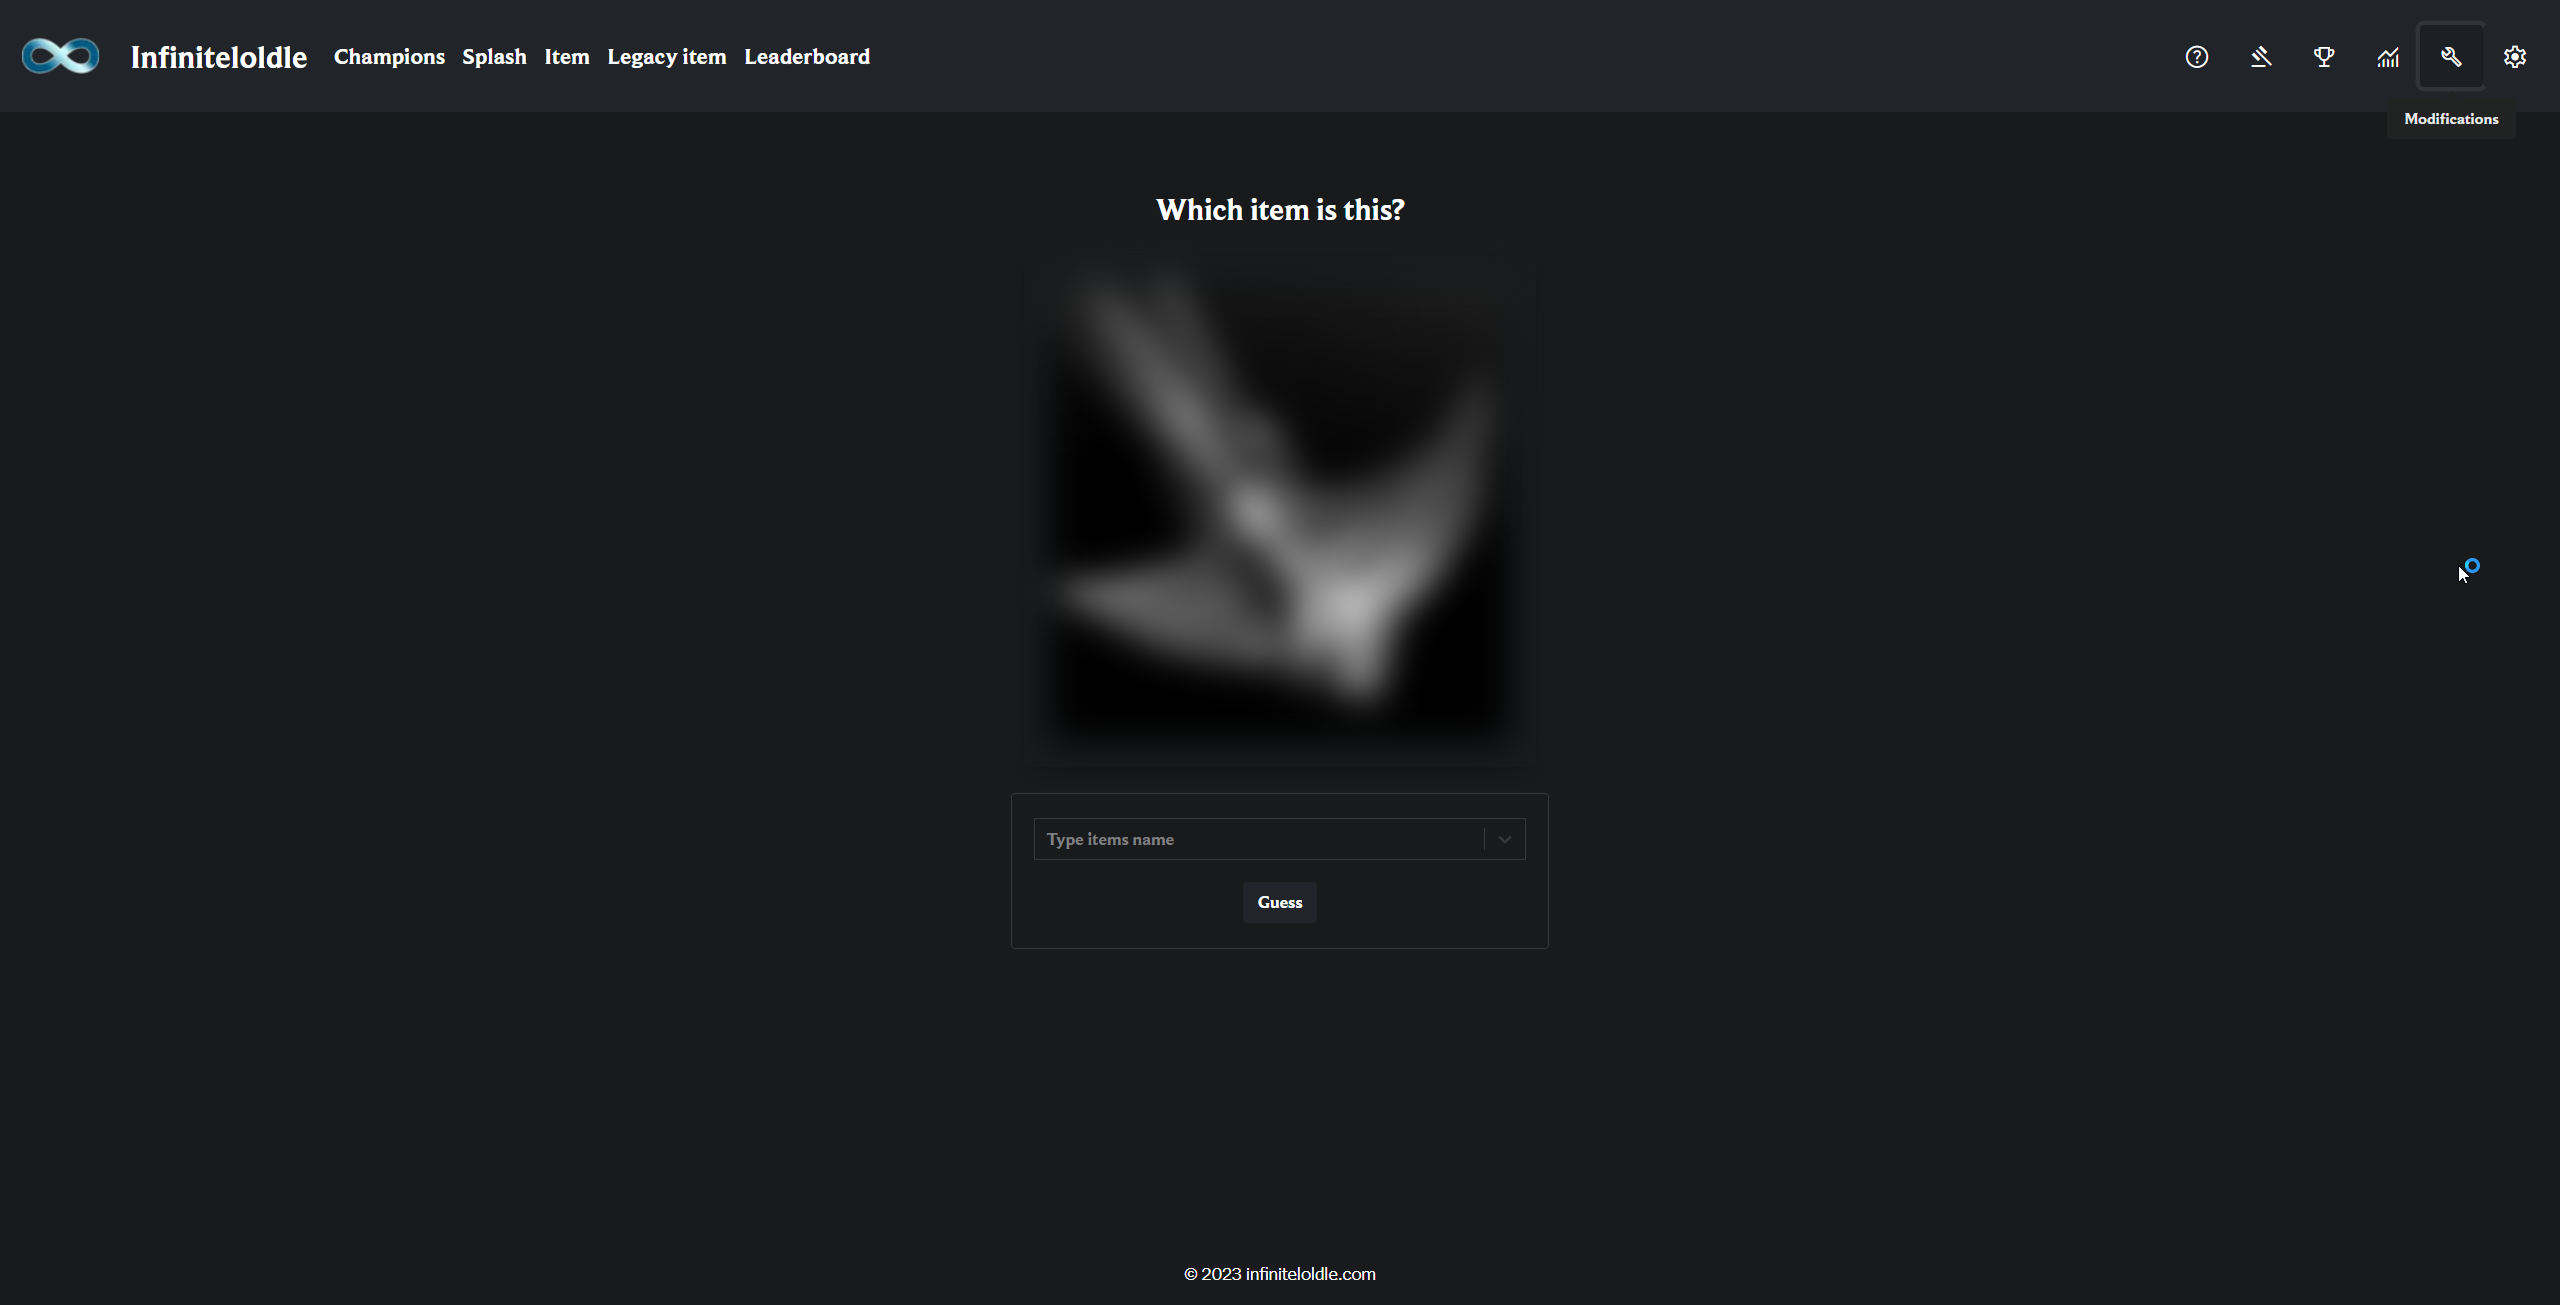 Infiniteloldle Champions Splash Item Legacy item Leaderboard
Modifications
Which item is this?
Type items name
Guess
© 2023 infiniteloldle.com